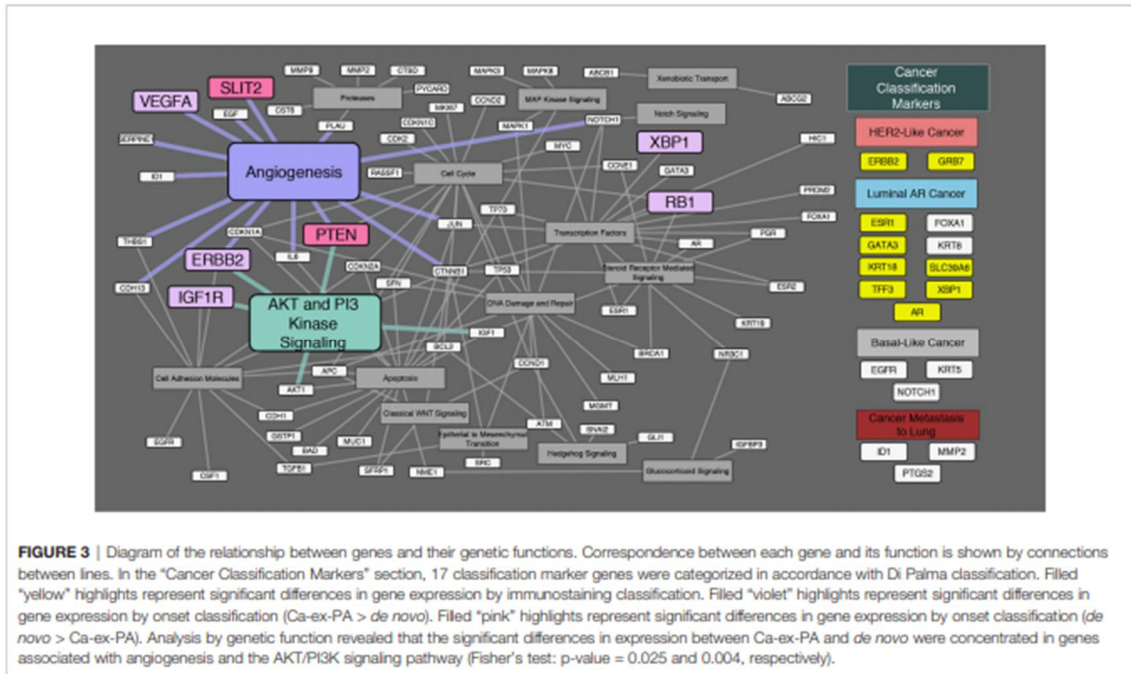 MMP9 MMP2 CTSD
MAPK3 MAPK8 ABCB1
Xenobiotic Transport
Cancer
Classification
Markers
SLIT2
VEGFA
PYCARD
Proteases
MKI67
CCND2
MAP Kinase Signaling
ABCG2
EGF
CSTB
CDKN1C
Notch Signaling
NOTCH1
PLAU
MAPK1
HER2-Like Cancer
SERPINE1
CDK2
MYC
XBP1
HIC1
ERBB2 GRB7
Angiogenesis
RASSF1
Cell Cycle
CCNE1
GATA3
ID1
Luminal AR Cancer
PROM2
RB1
TP73
JUN
FOXA1
ESR1 FOXA1
CDKN1A
PTEN
Transcription Factors
PGR
THBS1
AR
GATA3 KRT6
ERBB2
IL6
CDKN2A
CTNNB1
TP53
Steroid Receptor Mediated
Signaling
KRT18 SLC39A6
CDH13
SFN
ESR2
TFF3 XBP1
IGF1R
AKT and PI3
Kinase
Signaling
DNA Damage and Repair
ESR1
AR
KRT19
IGF1
BCL2
Basal-Like Cancer
BRCA1
NR3C1
CCND1
EGFR KRT5
Cell Adhesion Molecules
APC
Apoptosis
MLH1
AKT1
NOTCH1
MGMT
CDH1
Classical WNT Signaling
Cancer Metastasis
to Lung
ATM
SNAI2
GSTP1
MUC1
Epithelial to Mesenchymal
Transition
GLI1
EGFR
BAD
IGFBP3
ID1 MMP2
Hedgehog Signaling
TGFB1
SFRP1
NME1
SRC
Glucocorticoid Signaling
PTGS2
CSF1
FIGURE 3 | Diagram of the relationship between genes and their genetic functions. Correspondence between each gene and its function is shown by connections
between lines. In the "Cancer Classification Markers" section, 17 classification marker genes were categorized in accordance with Di Palma classification. Filled
"yellow" highlights represent significant differences in gene expression by immunostaining classification. Filled "violet" highlights represent significant differences in
gene expression by onset classification (Ca-ex-PA > de novo). Filled "pink" highlights represent significant differences in gene expression by onset classification (de
novo > Ca-ex-PA). Analysis by genetic function revealed that the significant differences in expression between Ca-ex-PA and de novo were concentrated in genes
associated with angiogenesis and the AKT/PI3K signaling pathway (Fisher's test: p-value = 0.025 and 0.004, respectively).